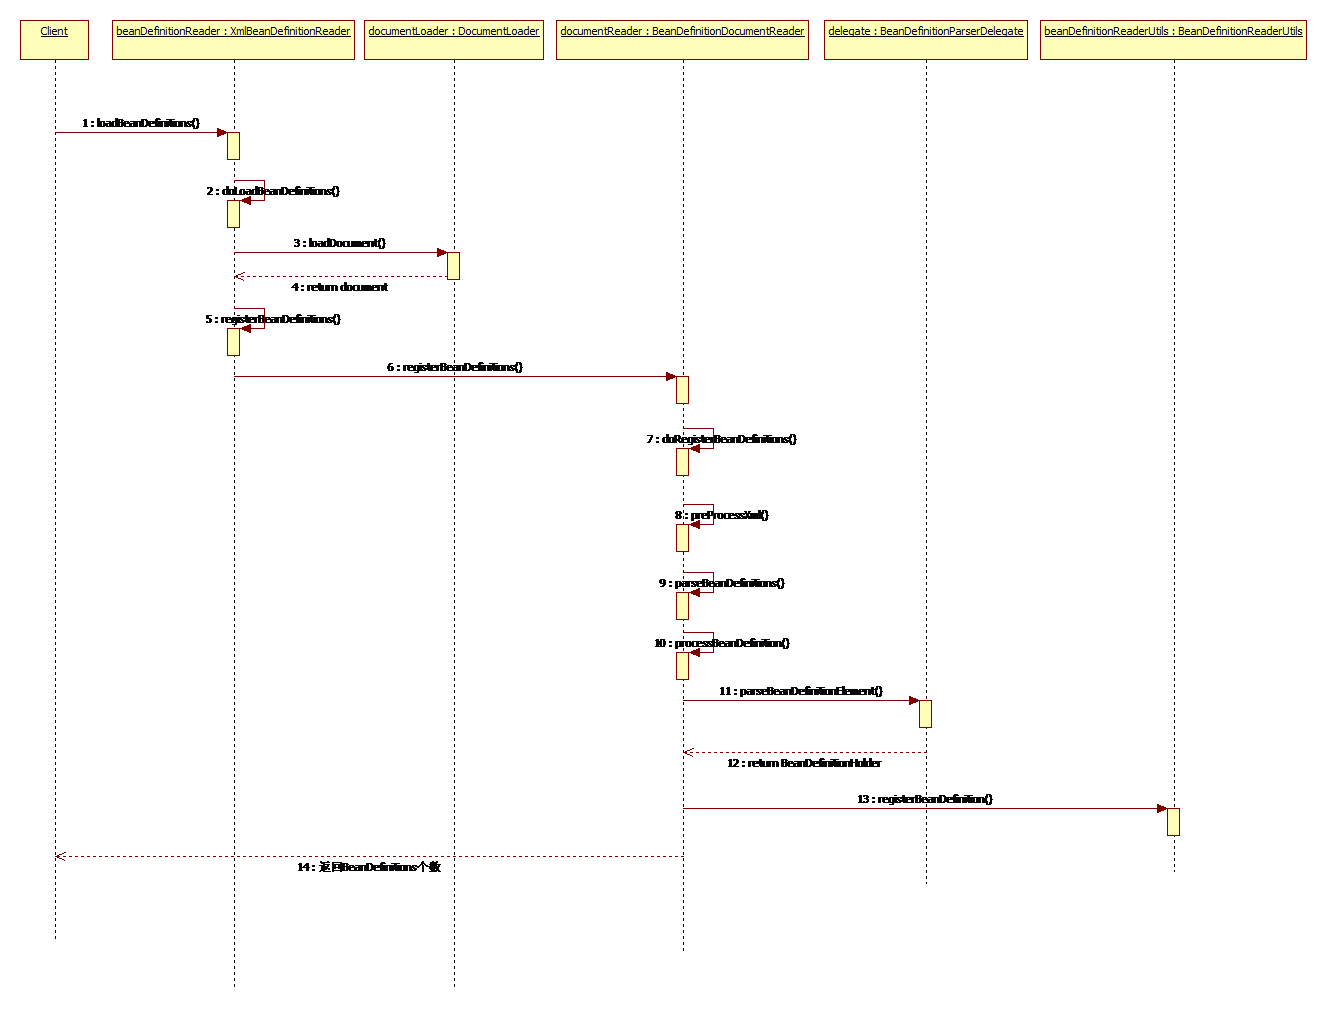 Client
beanDefinitionReader : XmlBeanDefinitionReader
documentLoader : DocumentLoader
documentReader : BeanDefinitionDocumentReader
delegate : BeanDefinitionParserDelegate
beanDefinitionReaderUtils : BeanDefinitionReaderUtils
1 : loadBeanDefinitions()
2 : doLoadBeanDefinitions()
3 : loadDocument()
4 : return document
5 : registerBeanDefinitions()
6 : registerBeanDefinitions()
7 : doRegisterBeanDefinitions()
8 : preProcessXml()
9 : parseBeanDefinitions()
10 : processBeanDefinition()
11 : parseBeanDefinitionElement()
12 : return BeanDefinitionHolder
13 : registerBeanDefinition()
14 : 返回BeanDefinitions个数